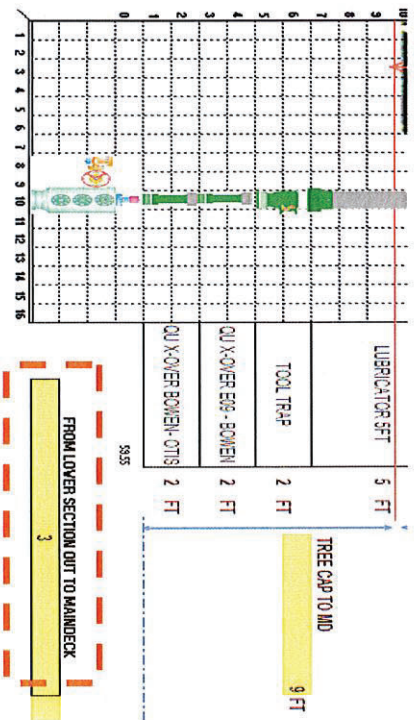 10
9
8
7
6
5
4
3
2
1
0
1 2 3 4 5 6 7 8 9 10 11 12 13 14 15 16
LUBRICATOR 5FT 5 FT
TOOL TRAP 2 FT
QU X-OVER E09 - BOWEN 2 FT
QU X-OVER BOWEN- OTIS 2 FT
59.55
TREE CAP TO MD
9 FT
FROM LOVER SECTION OUT TO MAINDECK
3